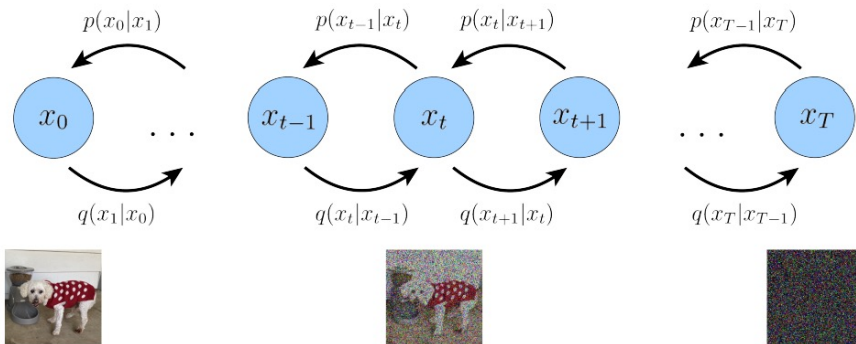 p(x_0|x_1) p(x_{t−1}|x_t) p(x_t|x_{t+1}) p(x_{T−1}|x_T)
x_0 . . . x_{t−1} x_t x_{t+1} . . . x_T
q(x_1|x_0) q(x_t|x_{t−1}) q(x_{t+1}|x_t) q(x_T|x_{T−1})